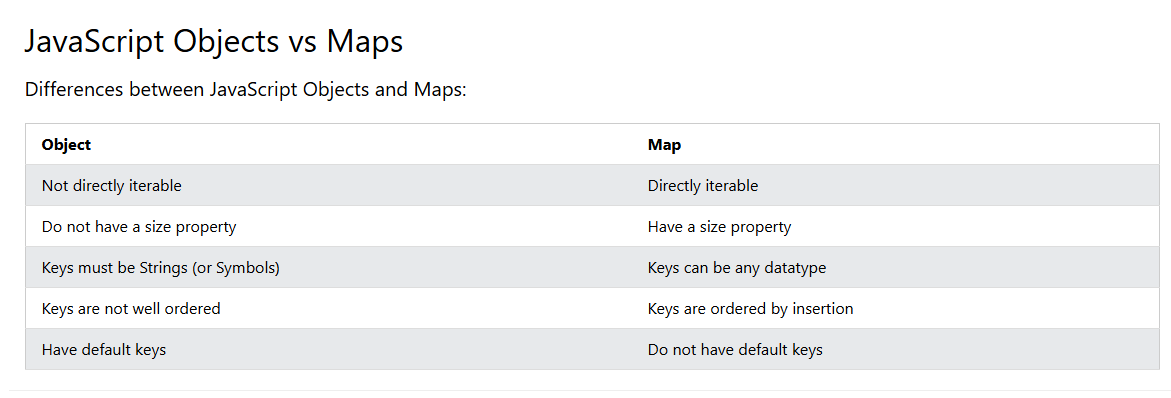 JavaScript Objects vs Maps
Differences between JavaScript Objects and Maps:
Object Map
Not directly iterable Directly iterable
Do not have a size property Have a size property
Keys must be Strings (or Symbols) Keys can be any datatype
Keys are not well ordered Keys are ordered by insertion
Have default keys Do not have default keys